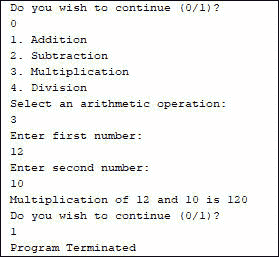 Do you wish to continue (0/1)?
0
1. Addition
2. Subtraction
3. Multiplication
4. Division
Select an arithmetic operation:
3
Enter first number:
12
Enter second number:
10
Multiplication of 12 and 10 is 120
Do you wish to continue (0/1)?
1
Program Terminated